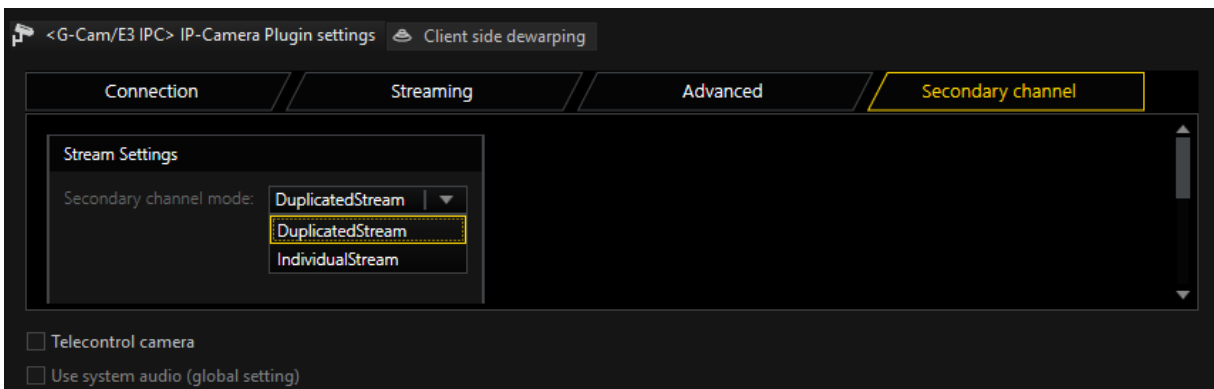 <G-Cam/E3 IPC> IP-Camera Plugin settings Client side dewarping
Connection Streaming Advanced Secondary channel
Stream Settings
Secondary channel mode: DuplicatedStream
DuplicatedStream
IndividualStream
Telecontrol camera
Use system audio (global setting)